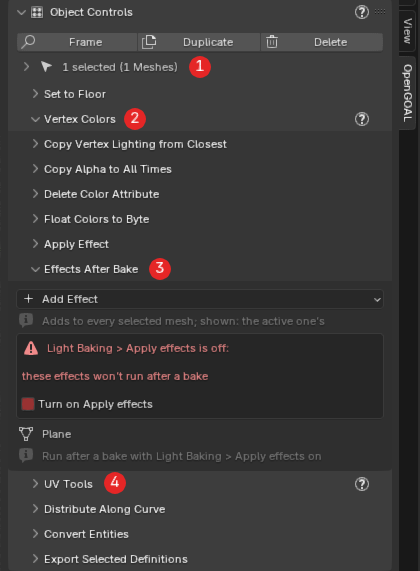 Object Controls
Frame Duplicate Delete
1 selected (1 Meshes) 1
Set to Floor
Vertex Colors 2
Copy Vertex Lighting from Closest
Copy Alpha to All Times
Delete Color Attribute
Float Colors to Byte
Apply Effect
Effects After Bake 3
Add Effect
Adds to every selected mesh; shown: the active one's
Light Baking > Apply effects is off:
these effects won't run after a bake
Turn on Apply effects
Plane
Run after a bake with Light Baking > Apply effects on
UV Tools 4
Distribute Along Curve
Convert Entities
Export Selected Definitions
View
OpenGOAL